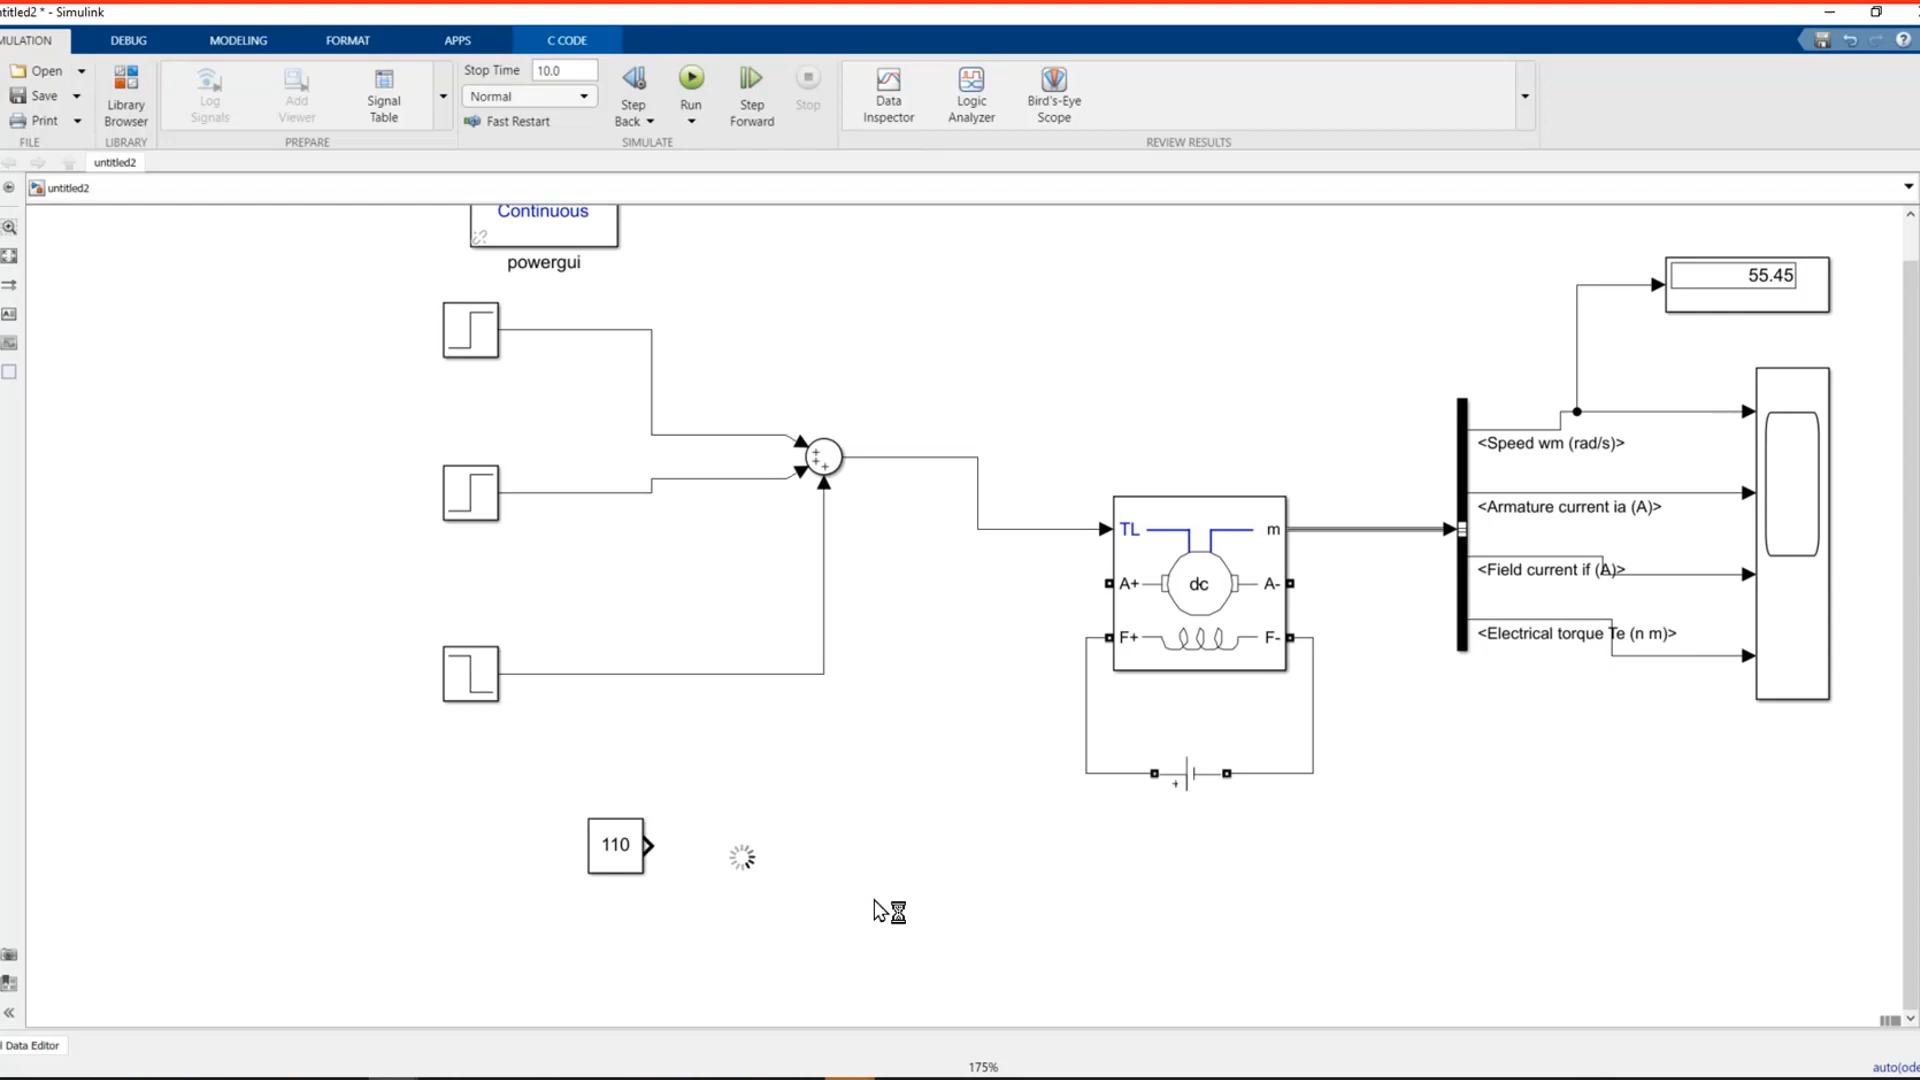 ntitled2 * - Simulink
MULATION DEBUG MODELING FORMAT APPS C CODE
Open
Save
Print
FILE
Library
Browser
LIBRARY
Log
Signals
Add
Viewer
Signal
Table
PREPARE
Stop Time 10.0
Normal
Fast Restart
Step
Back
Run
Step
Forward
Stop
SIMULATE
Data
Inspector
Logic
Analyzer
Bird's-Eye
Scope
REVIEW RESULTS
untitled2
untitled2
Continuous
powergui
55.45
<Speed wm (rad/s)>
<Armature current ia (A)>
<Field current if (A)>
<Electrical torque Te (n m)>
+
+
+
TL m
A+ dc A-
F+ F-
+
110
l Data Editor
175%
auto(ode